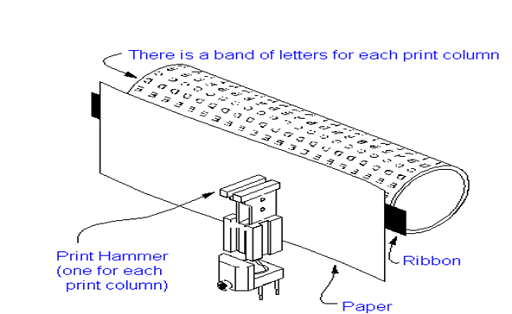 There is a band of letters for each print column
Print Hammer
(one for each
print column)
Ribbon
Paper